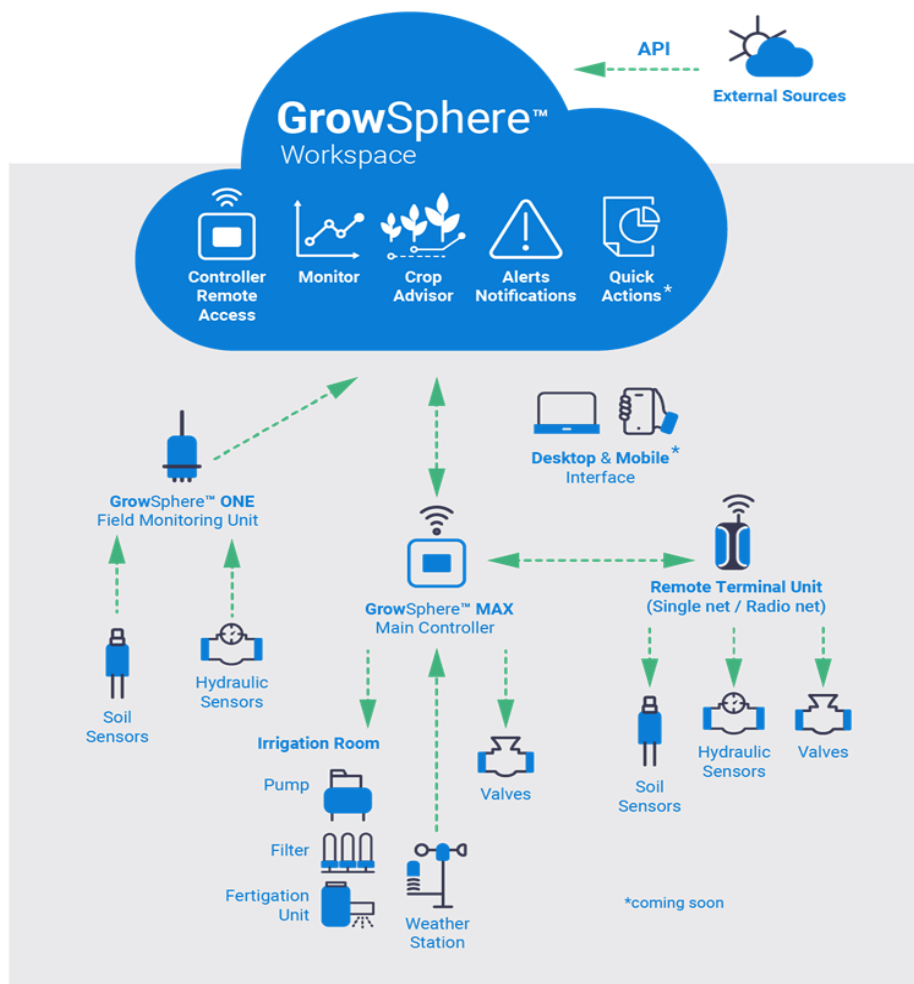 API
External Sources
GrowSphere™
Workspace
Controller
Remote
Access
Monitor
Crop
Advisor
Alerts
Notifications
Quick
Actions*
Desktop & Mobile*
Interface
GrowSphere™ ONE
Field Monitoring Unit
GrowSphere™ MAX
Main Controller
Remote Terminal Unit
(Single net / Radio net)
Soil
Sensors
Hydraulic
Sensors
Irrigation Room
Pump
Filter
Fertigation
Unit
Weather
Station
Valves
Soil
Sensors
Hydraulic
Sensors
Valves
*coming soon